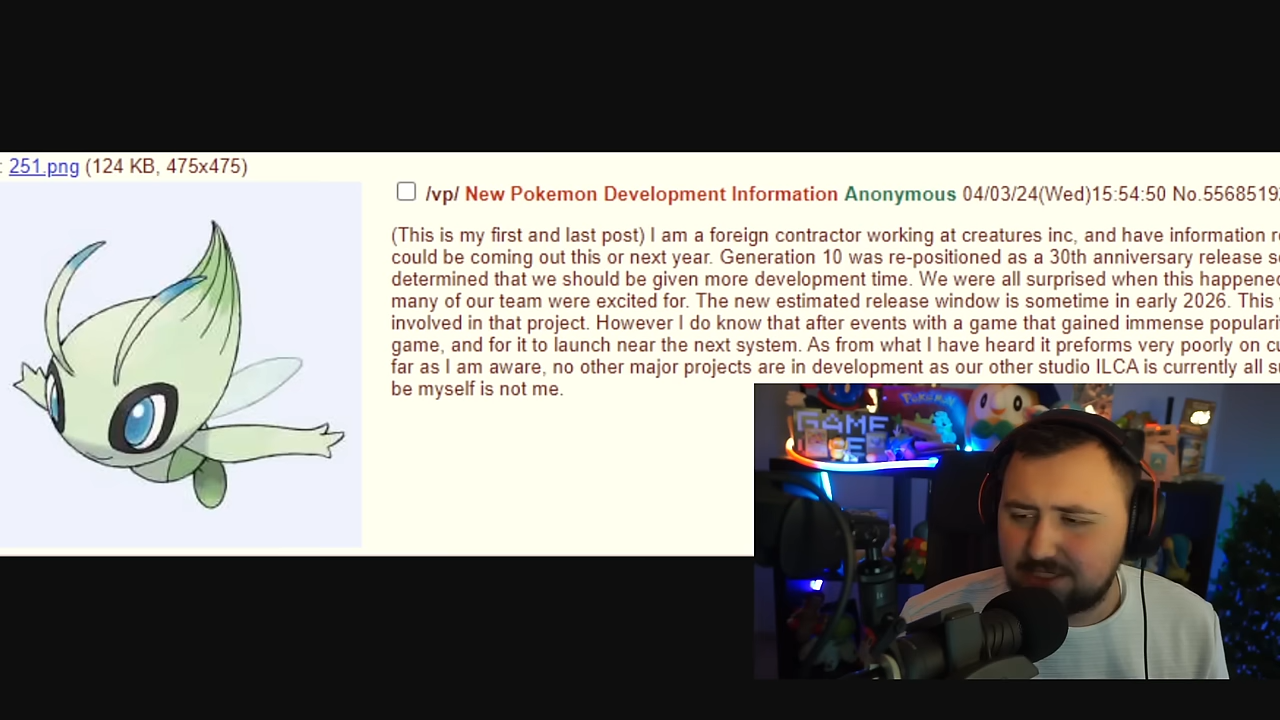 : 251.png (124 KB, 475x475)
/vp/ New Pokemon Development Information Anonymous 04/03/24(Wed)15:54:50 No.5568519
(This is my first and last post) I am a foreign contractor working at creatures inc, and have information r
could be coming out this or next year. Generation 10 was re-positioned as a 30th anniversary release s
determined that we should be given more development time. We were all surprised when this happened
many of our team were excited for. The new estimated release window is sometime in early 2026. This
involved in that project. However I do know that after events with a game that gained immense populari
game, and for it to launch near the next system. As from what I have heard it preforms very poorly on cu
far as I am aware, no other major projects are in development as our other studio ILCA is currently all s
be myself is not me.
Pokémon
GAME